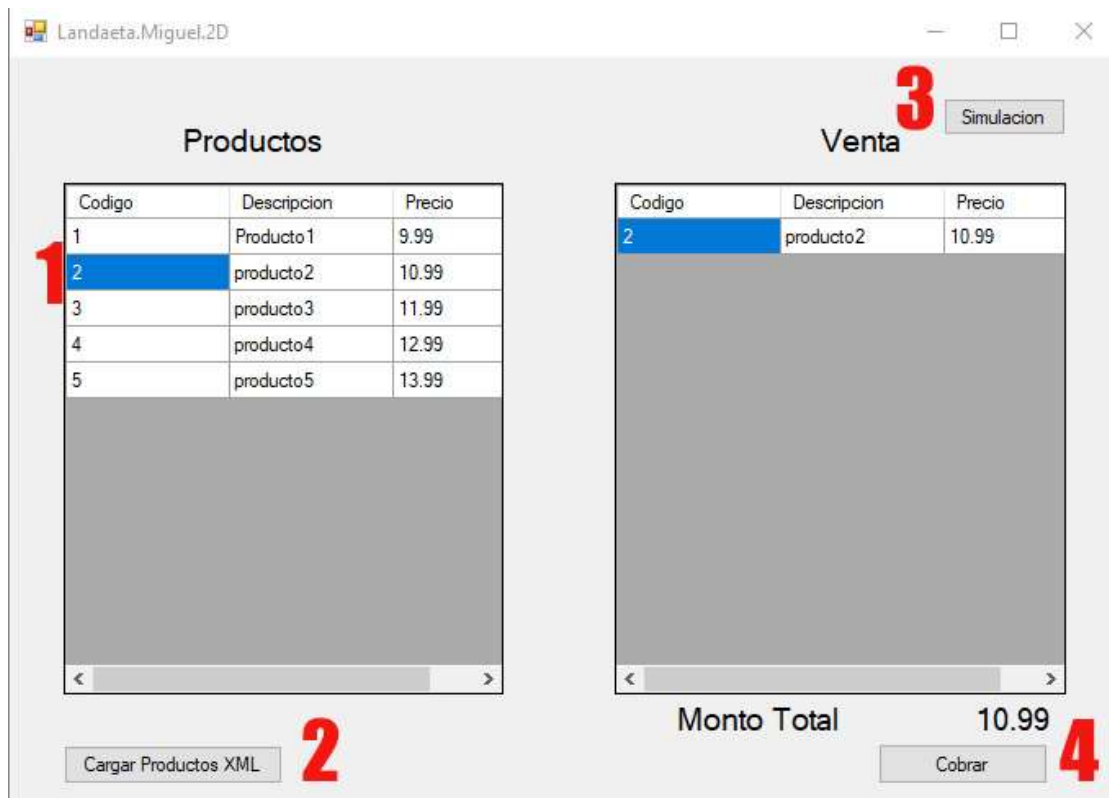 Landaeta.Miguel.2D
3
Simulacion
Productos
Venta
Codigo Descripcion Precio
1 Producto1 9.99
2 producto2 10.99
3 producto3 11.99
4 producto4 12.99
5 producto5 13.99
1
Codigo Descripcion Precio
2 producto2 10.99
Monto Total 10.99
Cargar Productos XML
2
Cobrar
4